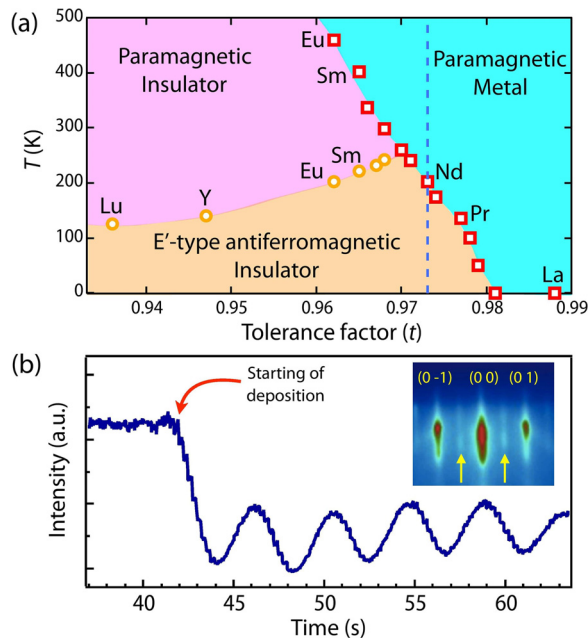 (a)
500
400
300
200
100
0
T (K)
Paramagnetic
Insulator
Paramagnetic
Metal
Eu
Sm
Sm
Eu
Y
Lu
Nd
Pr
La
E'-type antiferromagnetic
Insulator
0.94
0.95
0.96
0.97
0.98
0.99
Tolerance factor (t)
(b)
Starting of
deposition
(0 -1) (0 0) (0 1)
Intensity (a.u.)
40 45 50 55 60
Time (s)